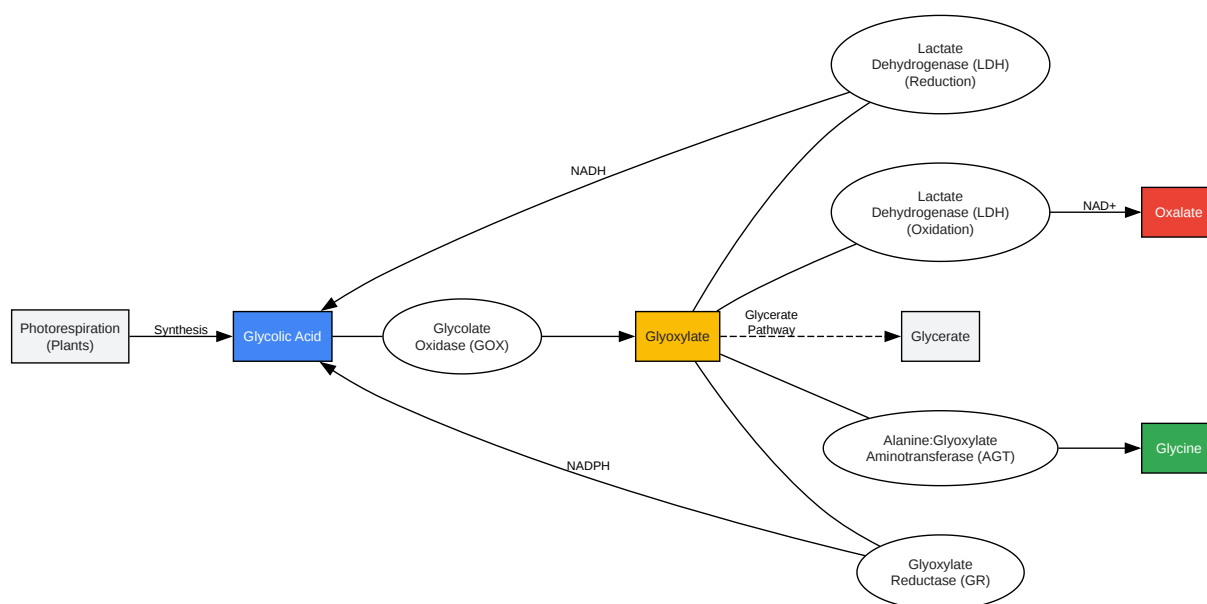 Lactate
Dehydrogenase (LDH)
(Reduction)
NADH
Lactate
Dehydrogenase (LDH)
(Oxidation)
NAD+
Oxalate
Photorespiration
(Plants)
Synthesis
Glycolic Acid
Glycolate
Oxidase (GOX)
Glyoxylate
Glycerate
Pathway
Glycerate
Alanine:Glyoxylate
Aminotransferase (AGT)
Glycine
NADPH
Glyoxylate
Reductase (GR)